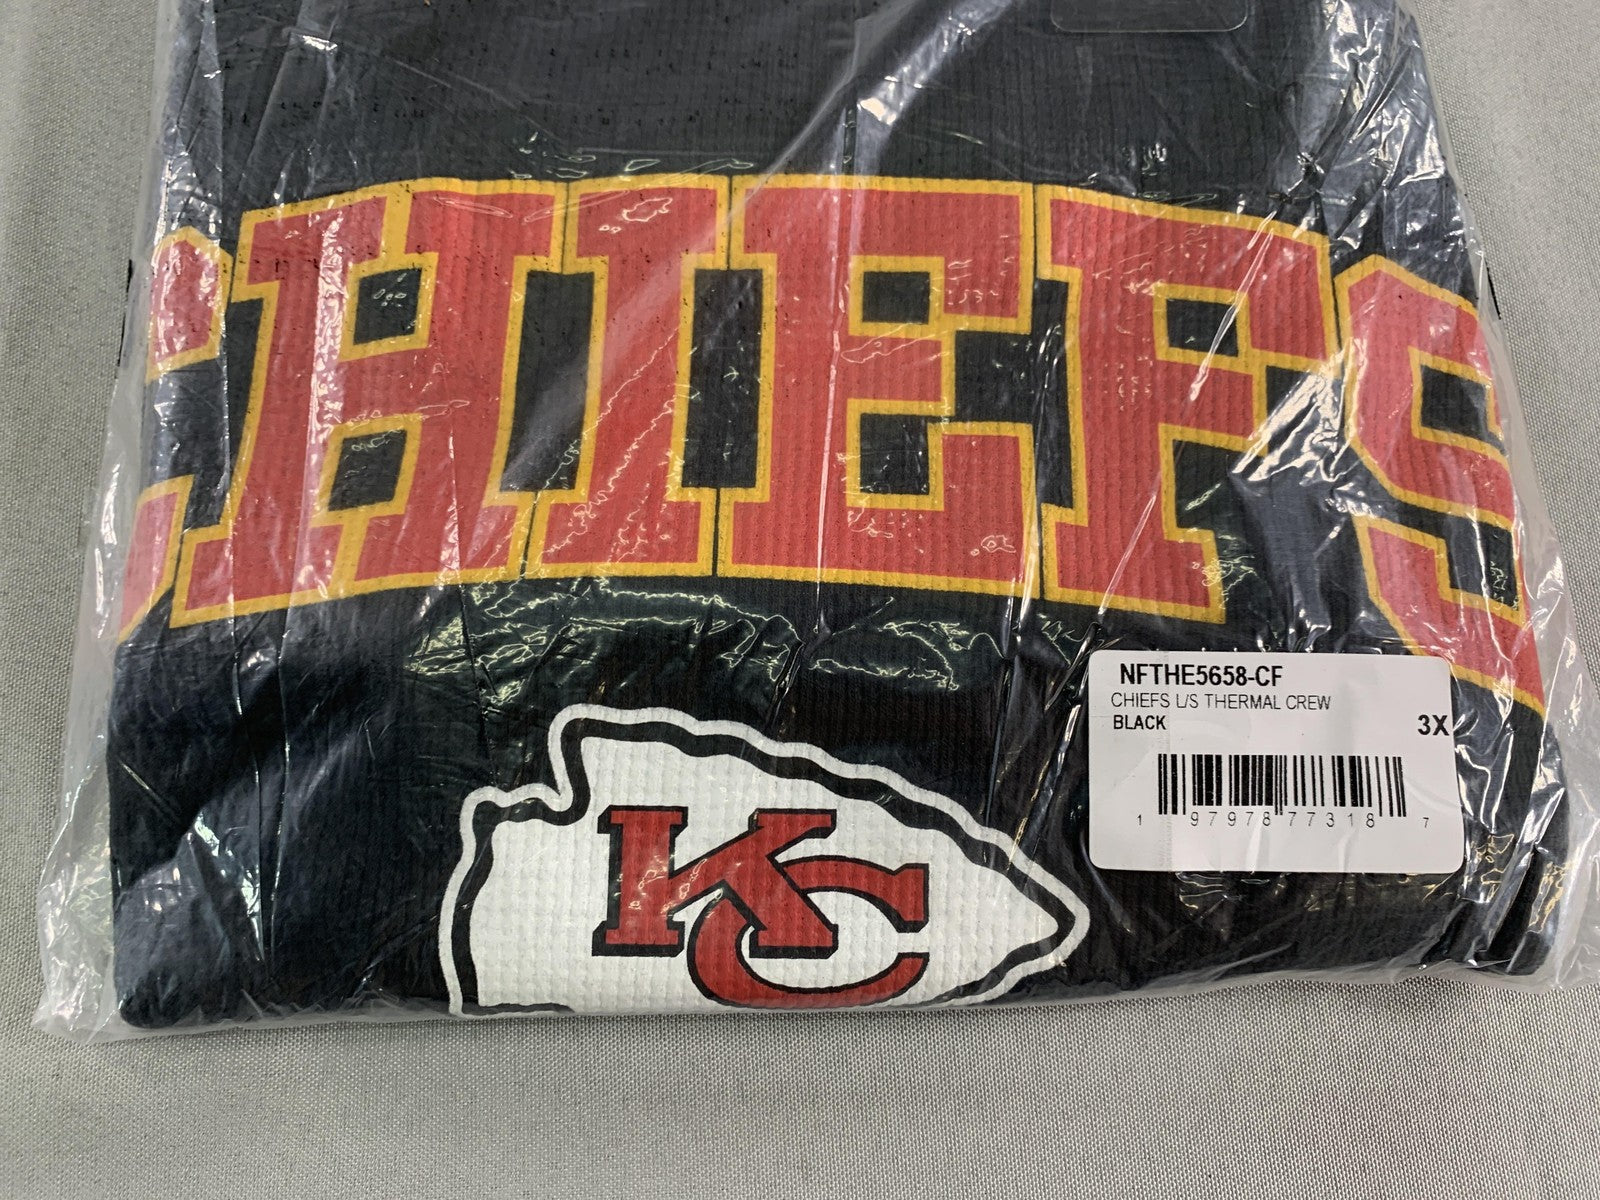 CHIEFS
NFTHE5658-CF
CHIEFS L/S THERMAL CREW
BLACK 3X
1 97978 77318 7
KC